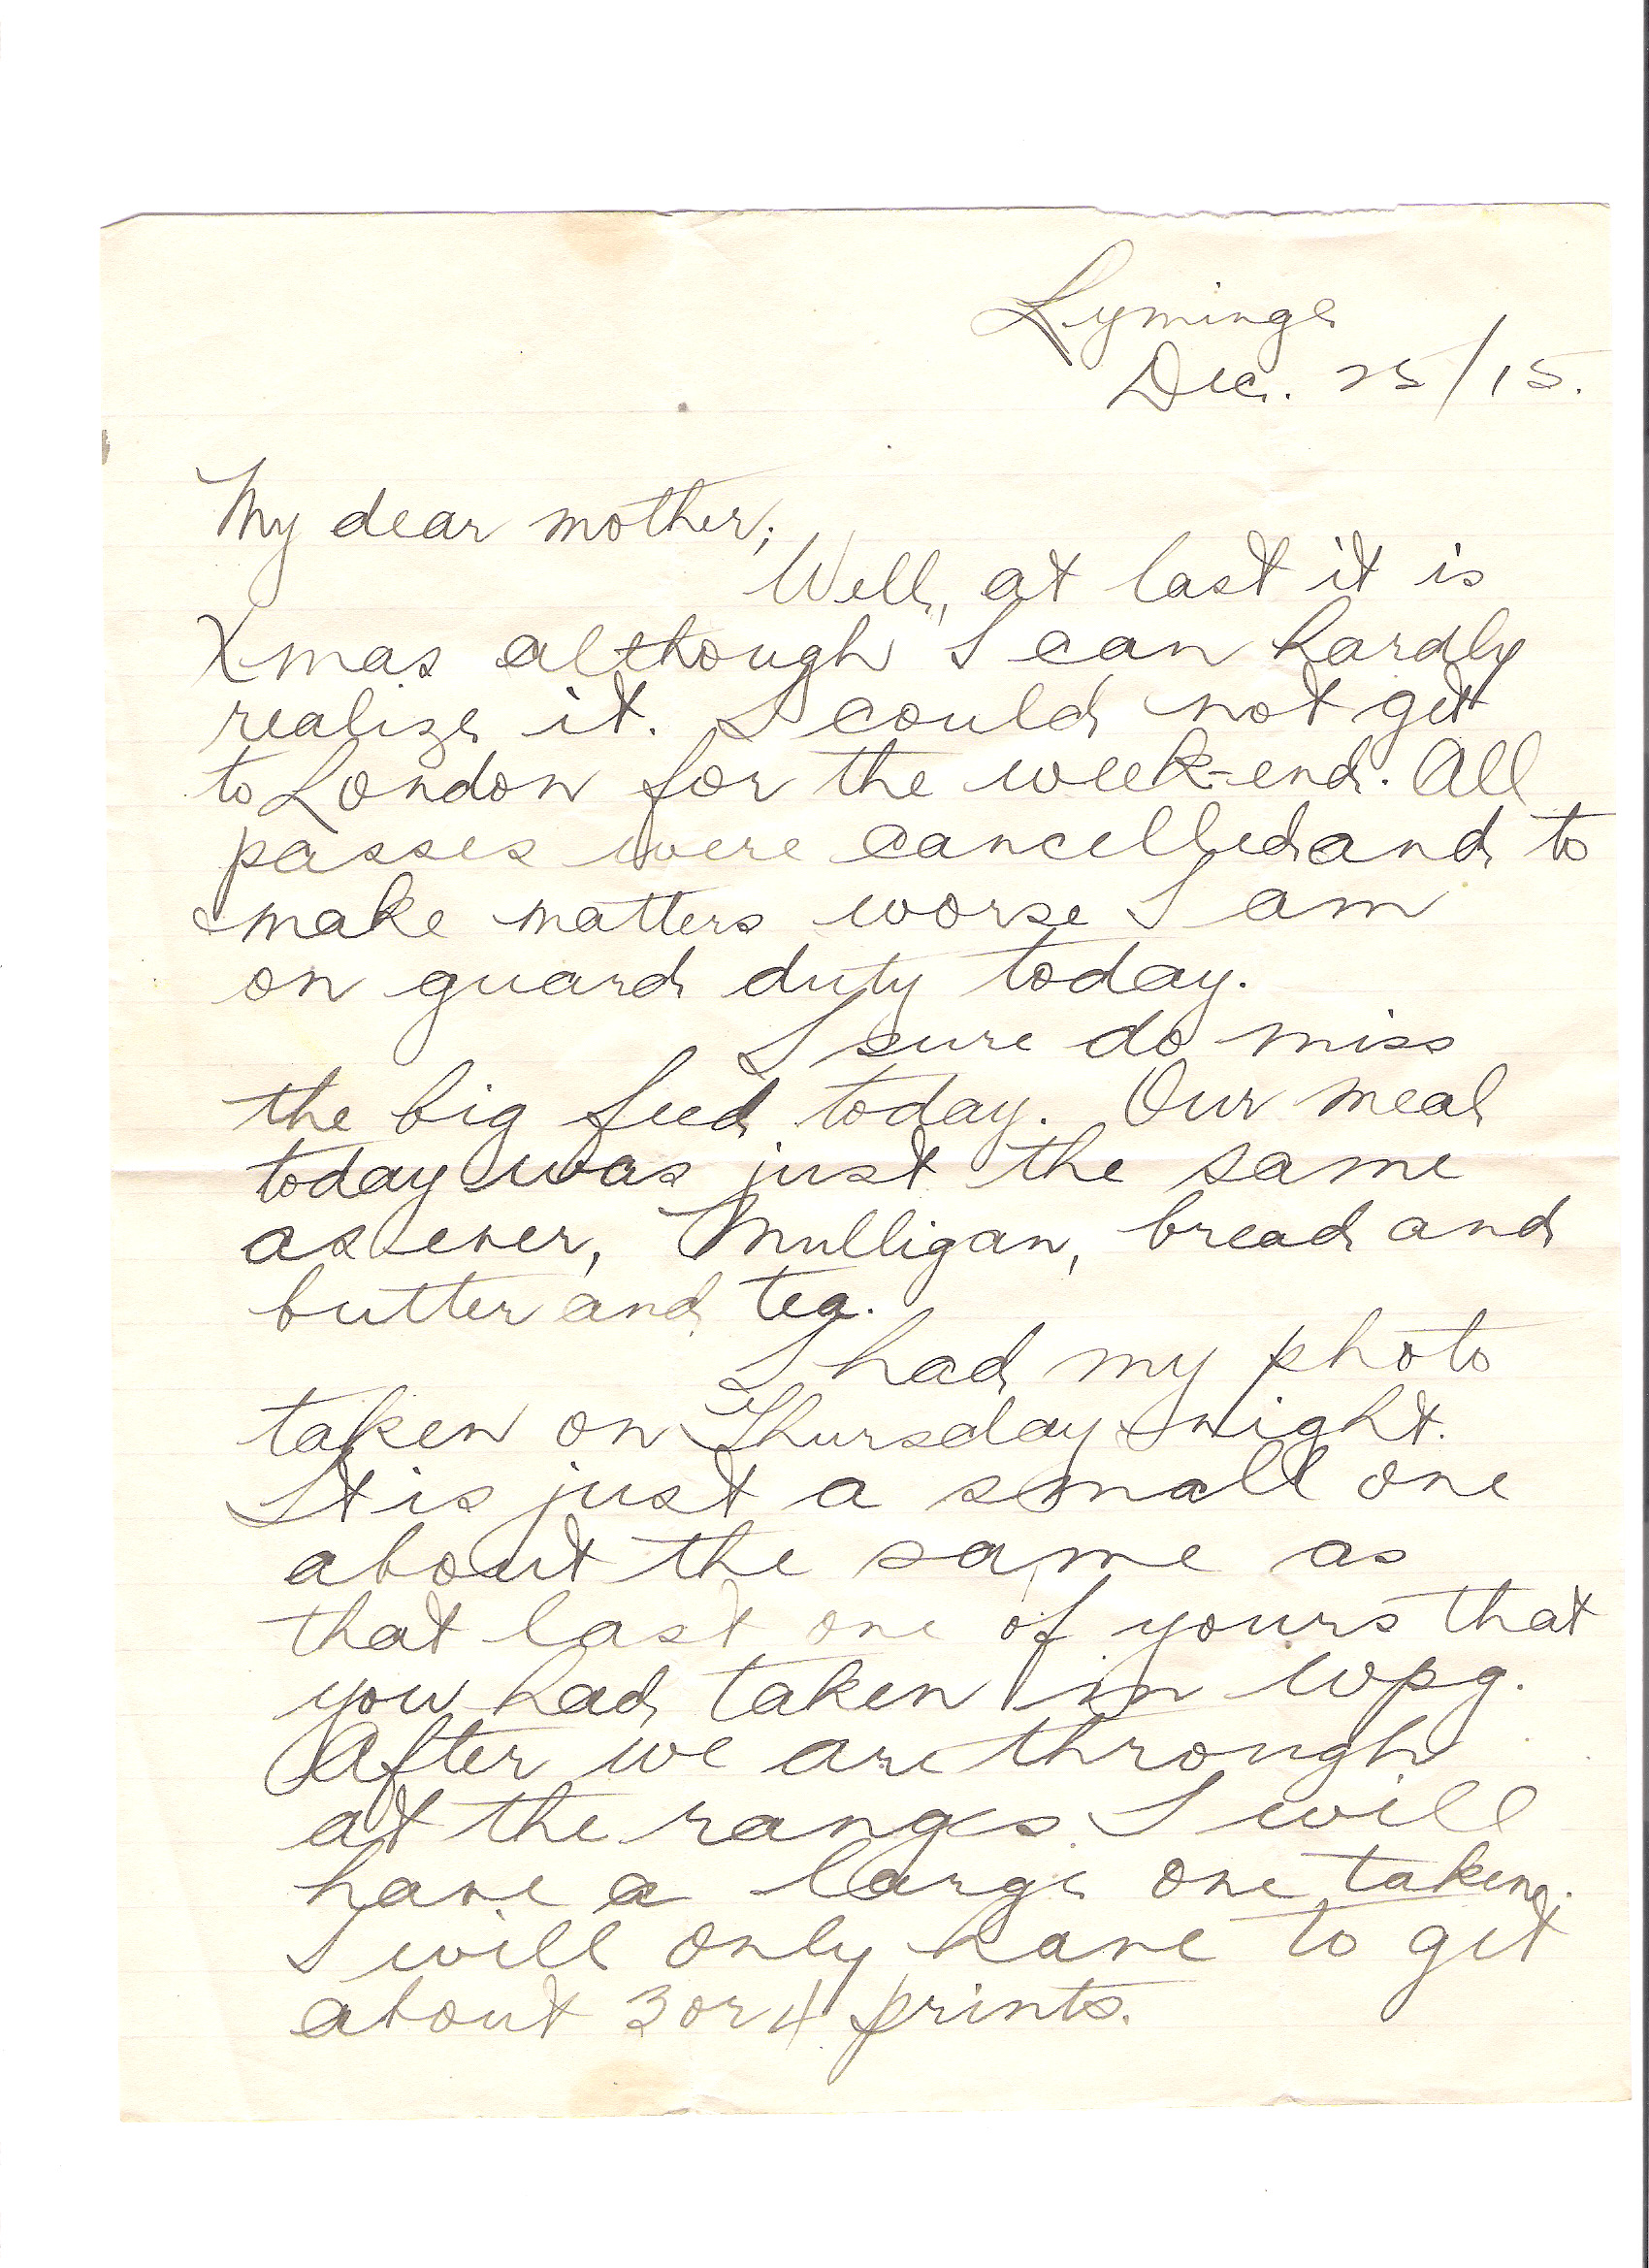 Lyminge
Dec. 25/15.
My dear mother;
Well, at last it is
Xmas although I can hardly
realize it. I could not get
to London for the week-end. All
passes were cancelled and to
make matters worse I am
on guard duty today.
I sure do miss
the big feed today. Our meal
today was just the same
as ever, Mulligan, bread and
butter and tea.
I had my photo
taken on Thursday night.
It is just a small one
about the same as
that last one of yours that
you had taken in Wpg.
After we are through
at the ranges I will
have a large one taken.
I will only have to get
about 3 or 4 prints.